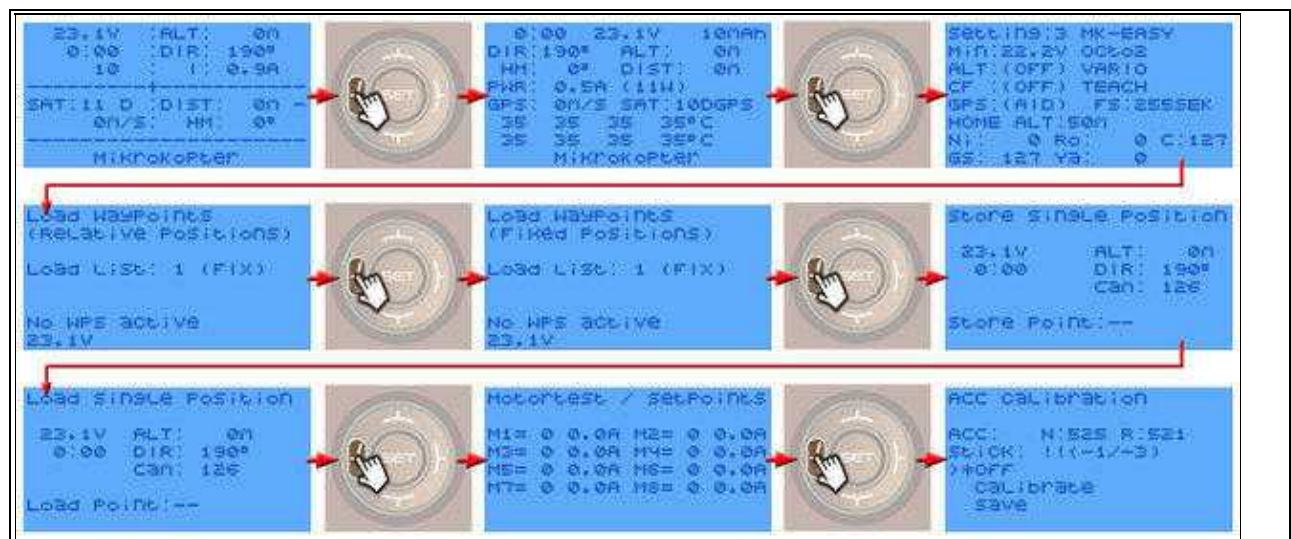 23.1V :ALT: 0m
0:00 :DIR: 190°
10 : I: 0.9A
SAT:11 D :DIST: 0m -
0m/s: HM: 0°
MikroKopter
SET
0:00 23.1V 10mAh
DIR:190° ALT: 0m
HM: 0° DIST: 0m
PWR: 0.5A (11W)
GPS: 0m/s SAT:10DGPS
35 35 35 35°C
35 35 35 35°C
MikroKopter
SET
Setting:3 MK-EASY
Min:22.2V Octo2
ALT:(OFF) VARIO
CF :(OFF) TEACH
GPS:(AID) FS:255SEK
HOME ALT:50m
Ni: 0 Ro: 0 C:127
GS: 127 Ya: 0
Load WayPoints
(Relative Positions)
Load List: 1 (FIX)
No WPs active
23.1V
SET
Load WayPoints
(Fixed Positions)
Load List: 1 (FIX)
No WPs active
23.1V
SET
Store Single Position
23.1V ALT: 0m
0:00 DIR: 190°
Can: 126
Store Point:--
Load Single Position
23.1V ALT: 0m
0:00 DIR: 190°
Can: 126
Load Point:--
SET
Motortest / SetPoints
M1= 0 0.0A M2= 0 0.0A
M3= 0 0.0A M4= 0 0.0A
M5= 0 0.0A M6= 0 0.0A
M7= 0 0.0A M8= 0 0.0A
SET
ACC Calibration
ACC: N:525 R:521
Stick: !((-1/-3)
>*OFF
Calibrate
Save